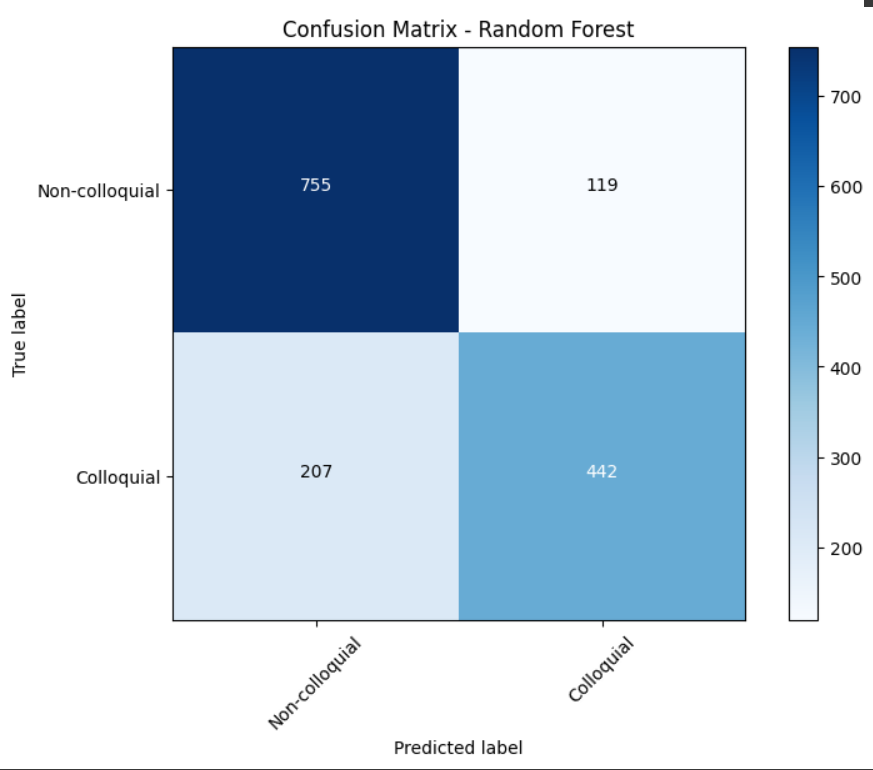 Confusion Matrix - Random Forest
Non-colloquial
755
119
Colloquial
207
442
True label
Non-colloquial
Colloquial
Predicted label
700
600
500
400
300
200